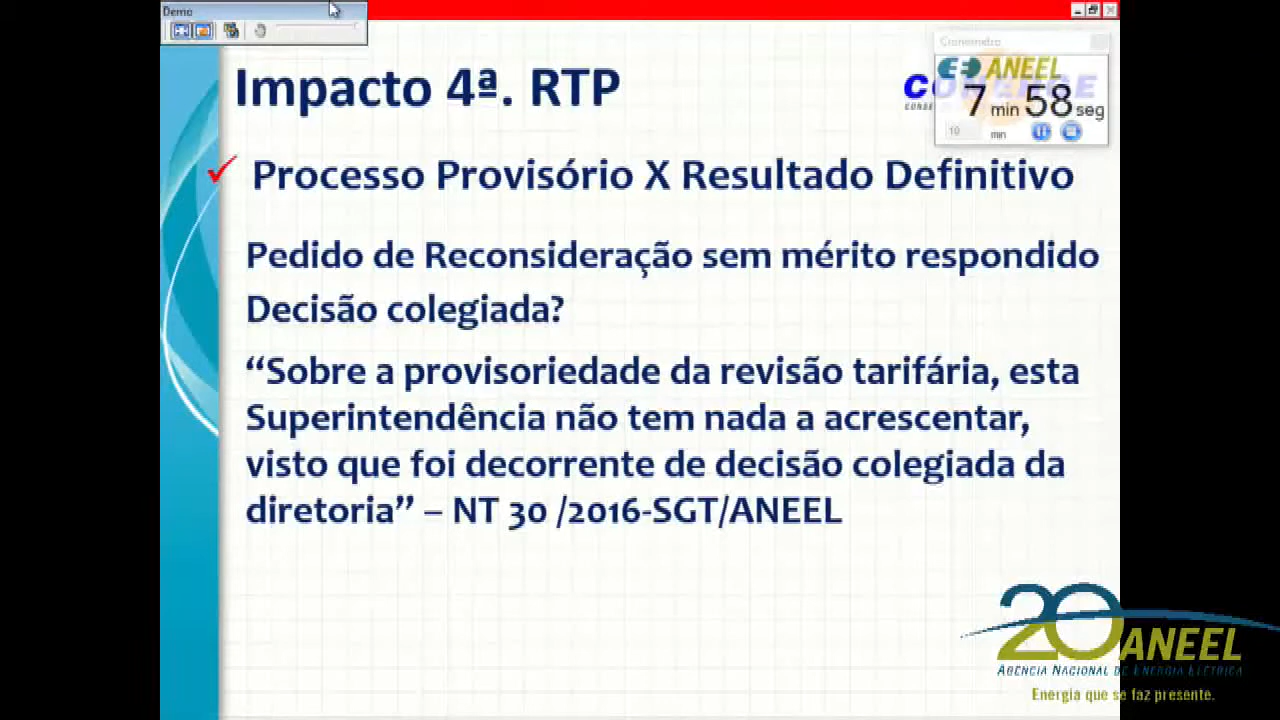 Demo
Impacto 4ª. RTP
Cronômetro
ANEEL
7 min 58 seg
10 min
✓ Processo Provisório X Resultado Definitivo
Pedido de Reconsideração sem mérito respondido
Decisão colegiada?
“Sobre a provisoriedade da revisão tarifária, esta
Superintendência não tem nada a acrescentar,
visto que foi decorrente de decisão colegiada da
diretoria” – NT 30 /2016-SGT/ANEEL
20 ANEEL
AGÊNCIA NACIONAL DE ENERGIA ELÉTRICA
Energia que se faz presente.